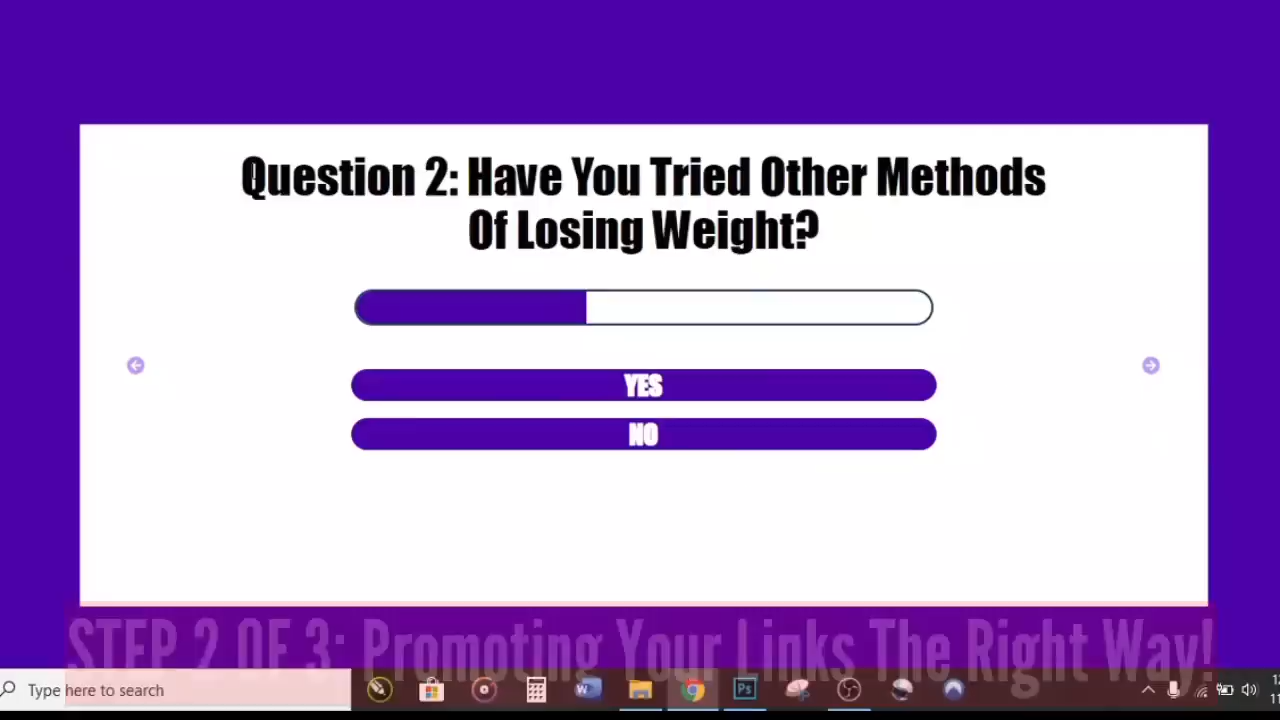 Question 2: Have You Tried Other Methods
Of Losing Weight?
YES
NO
STEP 2 OF 3: Promoting Your Links The Right Way!
Type here to search
W
Ps